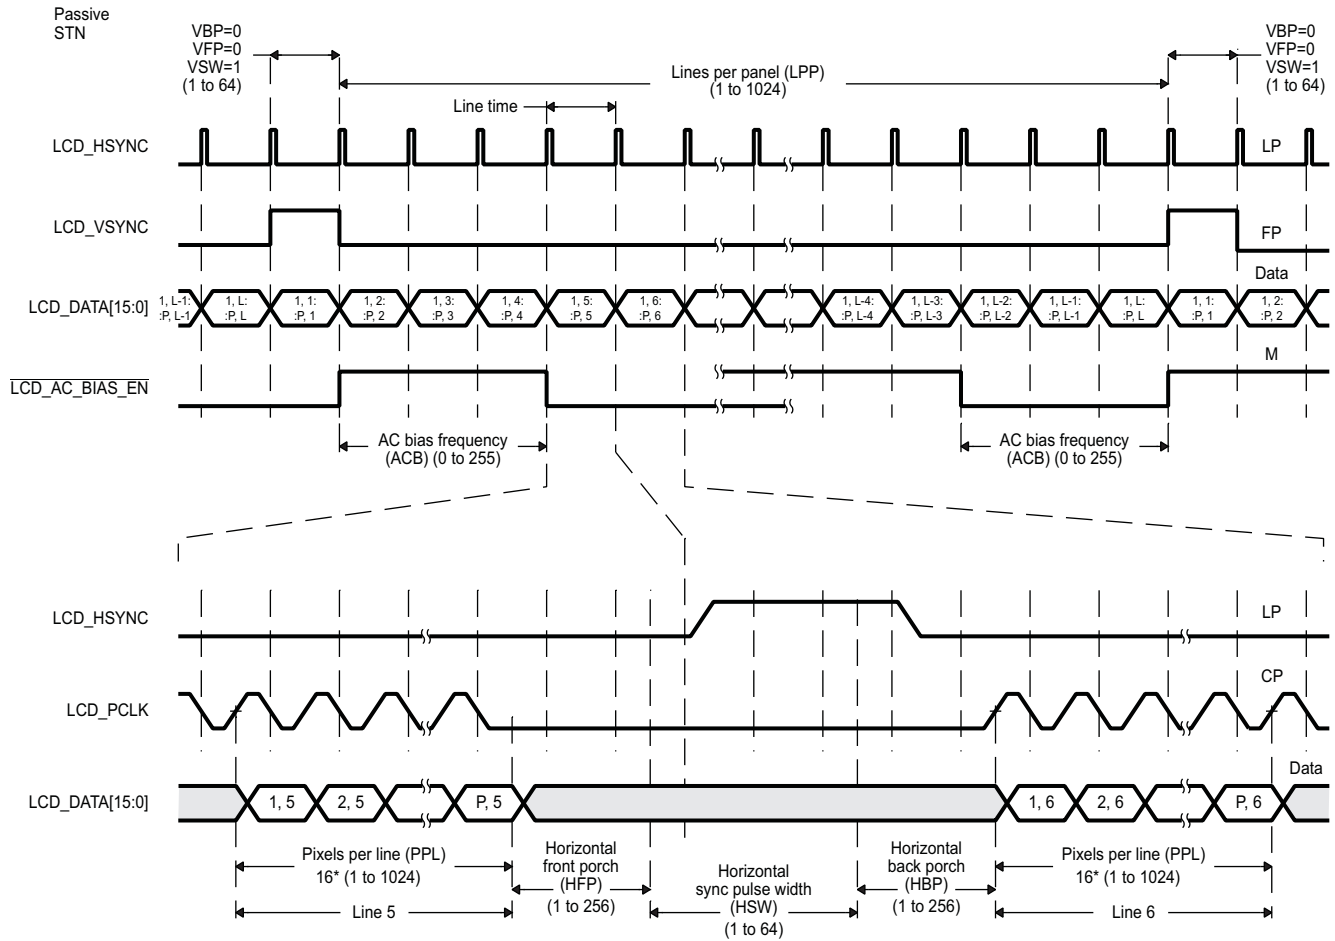 Passive
STN
VBP=0
VFP=0
VSW=1
(1 to 64)
Lines per panel (LPP)
(1 to 1024)
VBP=0
VFP=0
VSW=1
(1 to 64)
Line time
LCD_HSYNC
LP
LCD_VSYNC
FP
Data
LCD_DATA[15:0]
1, L-1:
:P, L-1
1, L:
:P, L
1, 1:
:P, 1
1, 2:
:P, 2
1, 3:
:P, 3
1, 4:
:P, 4
1, 5:
:P, 5
1, 6:
:P, 6
1, L-4:
:P, L-4
1, L-3:
:P, L-3
1, L-2:
:P, L-2
1, L-1:
:P, L-1
1, L:
:P, L
1, 1:
:P, 1
1, 2:
:P, 2
M
LCD_AC_BIAS_EN
AC bias frequency
(ACB) (0 to 255)
AC bias frequency
(ACB) (0 to 255)
LCD_HSYNC
LP
CP
LCD_PCLK
Data
LCD_DATA[15:0]
1, 5
2, 5
P, 5
1, 6
2, 6
P, 6
Pixels per line (PPL)
16* (1 to 1024)
Line 5
Horizontal
front porch
(HFP)
(1 to 256)
Horizontal
sync pulse width
(HSW)
(1 to 64)
Horizontal
back porch
(HBP)
(1 to 256)
Pixels per line (PPL)
16* (1 to 1024)
Line 6